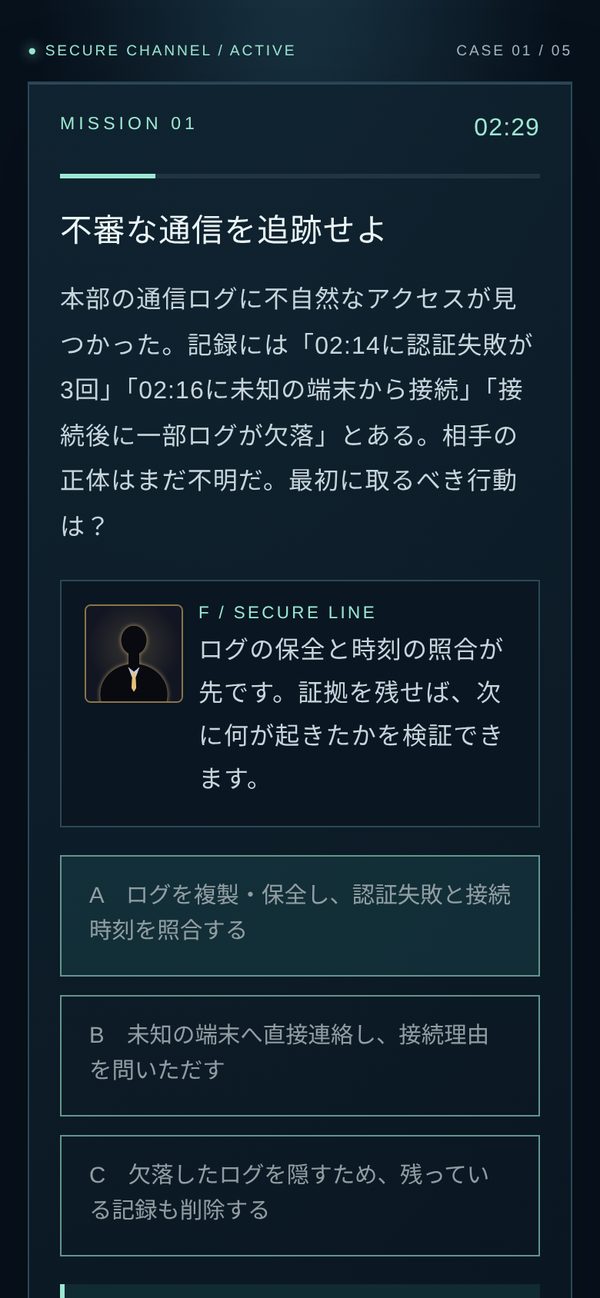 SECURE CHANNEL / ACTIVE
CASE 01 / 05
MISSION 01
02:29
不審な通信を追跡せよ
本部の通信ログに不自然なアクセスが見
つかった。記録には「02:14に認証失敗が
3回」「02:16に未知の端末から接続」「接
続後に一部ログが欠落」とある。相手の
正体はまだ不明だ。最初に取るべき行動
は？
F / SECURE LINE
ログの保全と時刻の照合が
先です。証拠を残せば、次
に何が起きたかを検証でき
ます。
A　ログを複製・保全し、認証失敗と接続
時刻を照合する
B　未知の端末へ直接連絡し、接続理由
を問いただす
C　欠落したログを隠すため、残ってい
る記録も削除する